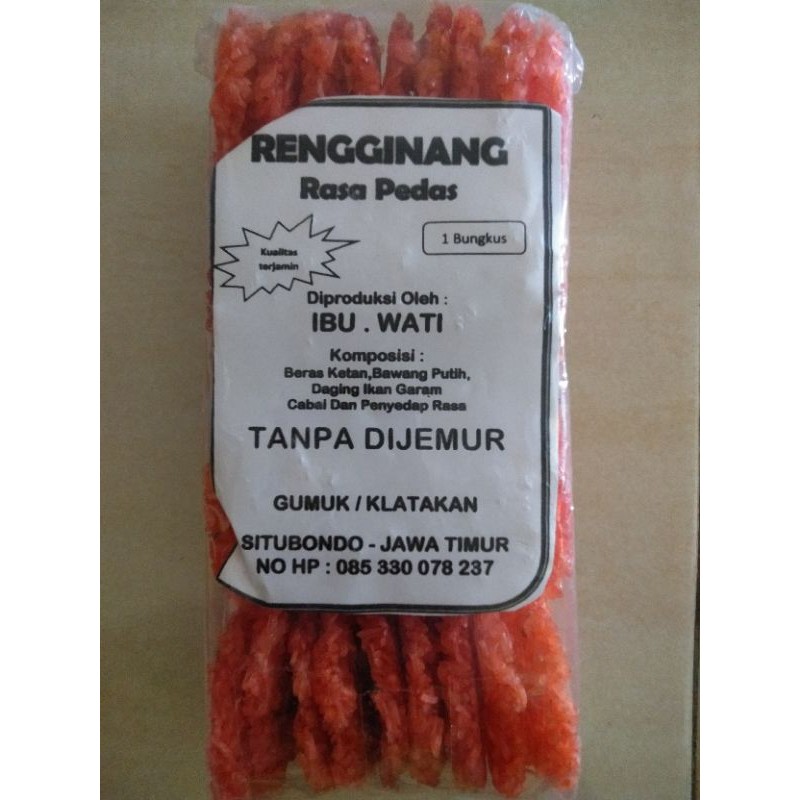 RENGGINANG
Rasa Pedas
1 Bungkus
Kualitas
terjamin
Diproduksi Oleh :
IBU . WATI
Komposisi :
Beras Ketan,Bawang Putih,
Daging Ikan Garam
Cabai Dan Penyedap Rasa
TANPA DIJEMUR
GUMUK / KLATAKAN
SITUBONDO - JAWA TIMUR
NO HP : 085 330 078 237